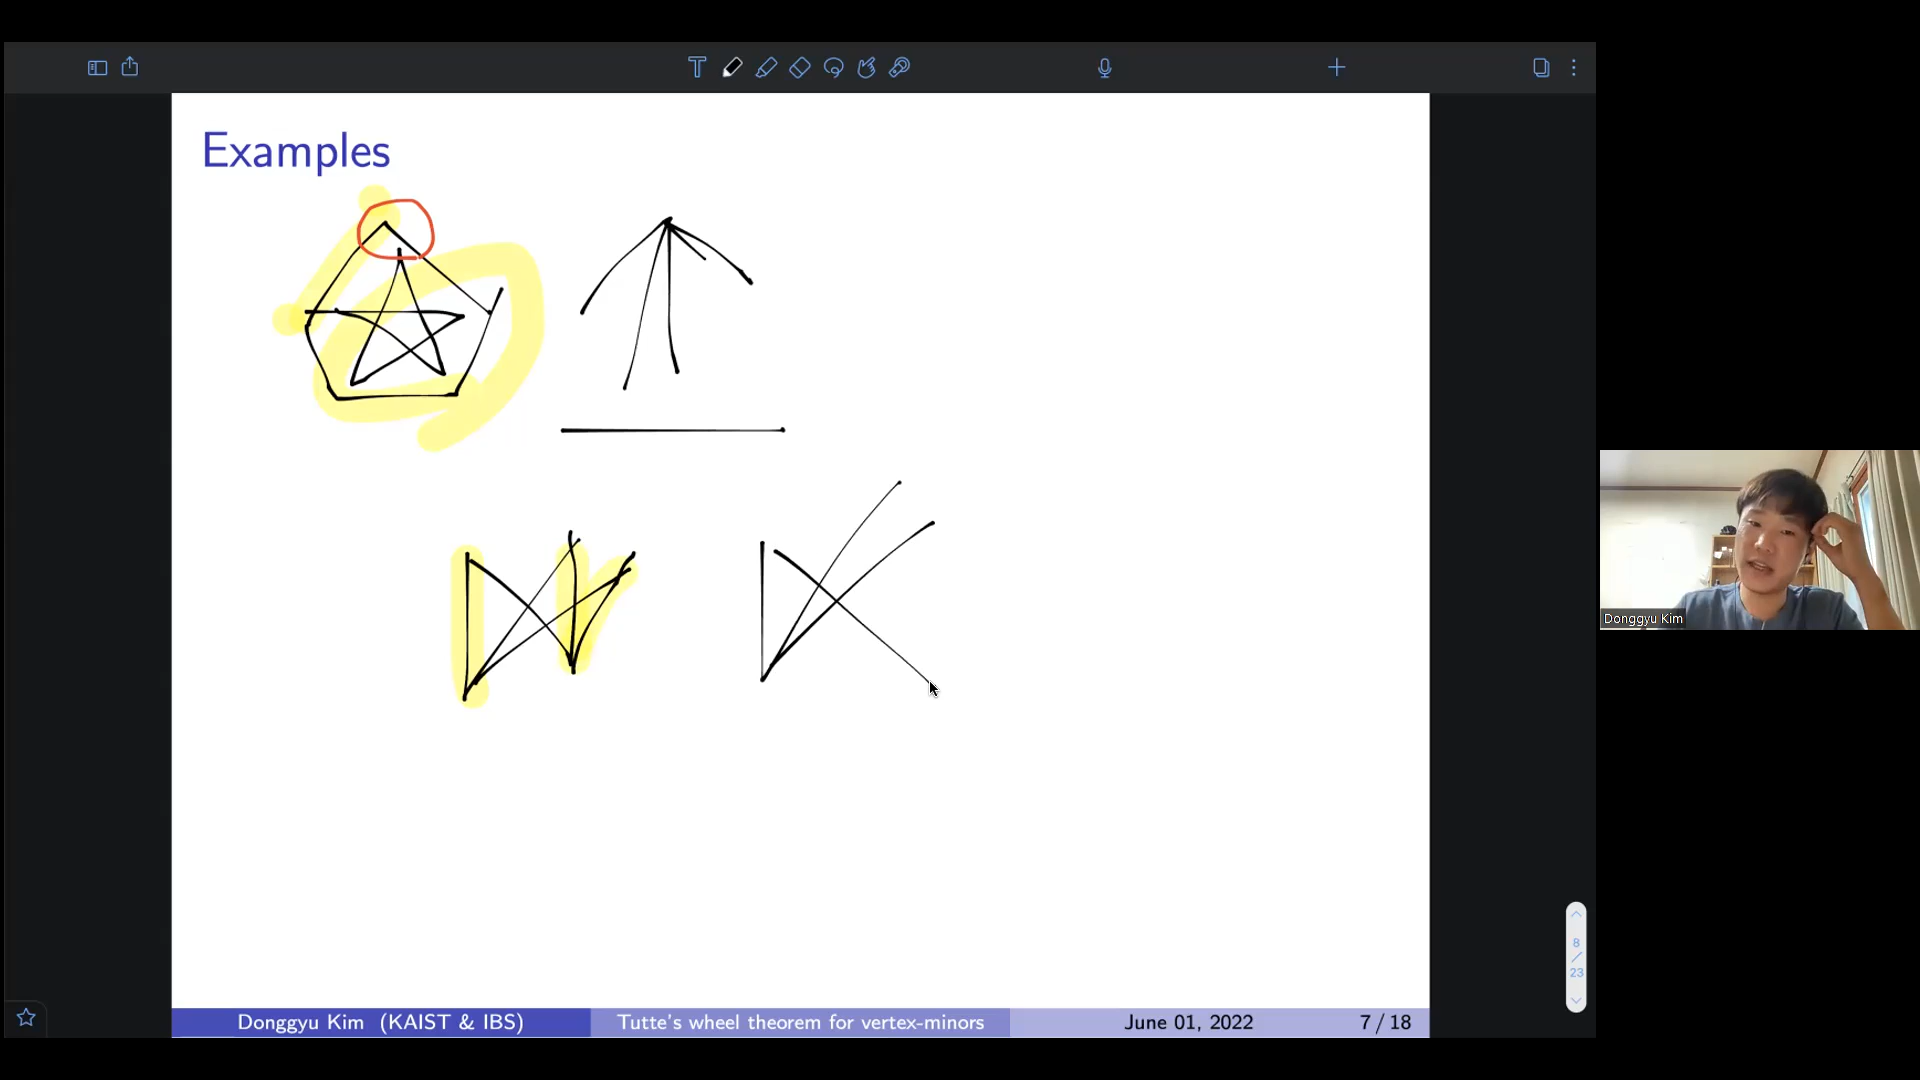 Examples
Donggyu Kim
8
/
23
Donggyu Kim (KAIST & IBS) Tutte's wheel theorem for vertex-minors June 01, 2022 7 / 18